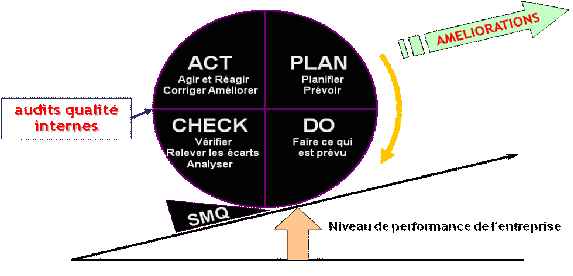 AMELIORATIONS
ACT
Agir et Réagir
Corriger Améliorer
PLAN
Planifier
Prévoir
audits qualité
internes
CHECK
Vérifier
Relever les écarts
Analyser
DO
Faire ce qui
est prévu
SMQ
Niveau de performance de l'entreprise